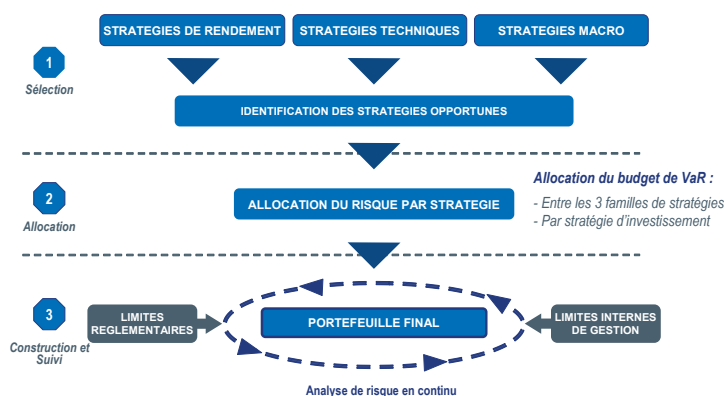 STRATEGIES DE RENDEMENT
STRATEGIES TECHNIQUES
STRATEGIES MACRO
1
Sélection
IDENTIFICATION DES STRATEGIES OPPORTUNES
2
Allocation
ALLOCATION DU RISQUE PAR STRATEGIE
Allocation du budget de VaR :
- Entre les 3 familles de stratégies
- Par stratégie d'investissement
3
Construction et
Suivi
LIMITES
REGLEMENTAIRES
PORTEFEUILLE FINAL
LIMITES INTERNES
DE GESTION
Analyse de risque en continu